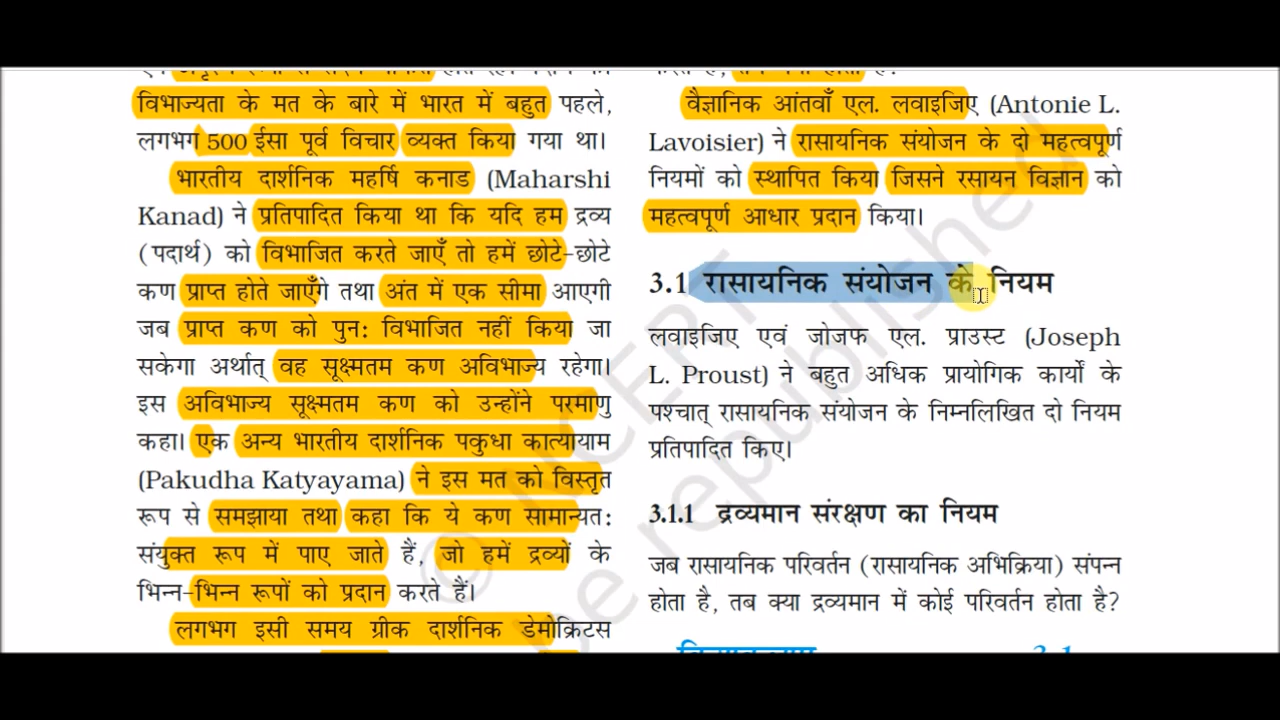 विभाज्यता के मत के बारे में भारत में बहुत पहले,
लगभग 500 ईसा पूर्व विचार व्यक्त किया गया था।
भारतीय दार्शनिक महर्षि कनाड (Maharshi
Kanad) ने प्रतिपादित किया था कि यदि हम द्रव्य
(पदार्थ) को विभाजित करते जाएँ तो हमें छोटे-छोटे
कण प्राप्त होते जाएँगे तथा अंत में एक सीमा आएगी
जब प्राप्त कण को पुन: विभाजित नहीं किया जा
सकेगा अर्थात् वह सूक्ष्मतम कण अविभाज्य रहेगा।
इस अविभाज्य सूक्ष्मतम कण को उन्होंने परमाणु
कहा। एक अन्य भारतीय दार्शनिक पकुधा कात्यायाम
(Pakudha Katyayama) ने इस मत को विस्तृत
रूप से समझाया तथा कहा कि ये कण सामान्यत:
संयुक्त रूप में पाए जाते हैं, जो हमें द्रव्यों के
भिन्न-भिन्न रूपों को प्रदान करते हैं।
लगभग इसी समय ग्रीक दार्शनिक डेमोक्रिटस
वैज्ञानिक आंतवाँ एल. लवाइजिए (Antonie L.
Lavoisier) ने रासायनिक संयोजन के दो महत्वपूर्ण
नियमों को स्थापित किया जिसने रसायन विज्ञान को
महत्वपूर्ण आधार प्रदान किया।
3.1 रासायनिक संयोजन के नियम
लवाइजिए एवं जोजफ एल. प्राउस्ट (Joseph
L. Proust) ने बहुत अधिक प्रायोगिक कार्यों के
पश्चात् रासायनिक संयोजन के निम्नलिखित दो नियम
प्रतिपादित किए।
3.1.1 द्रव्यमान संरक्षण का नियम
जब रासायनिक परिवर्तन (रासायनिक अभिक्रिया) संपन्न
होता है, तब क्या द्रव्यमान में कोई परिवर्तन होता है?
© NCERT
be republished